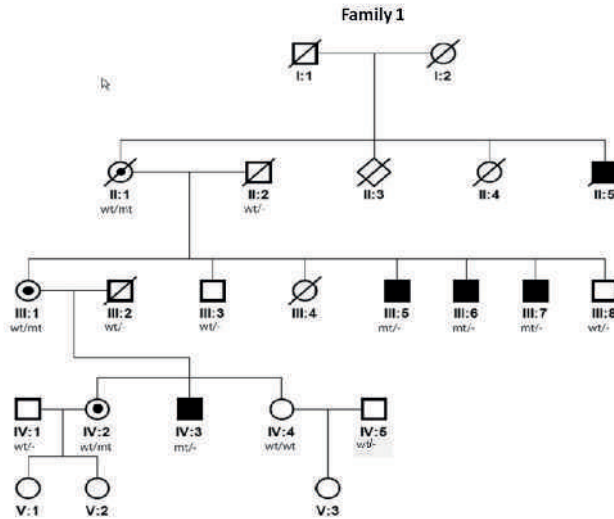 Family 1
I:1 I:2
II:1 II:2 II:3 II:4 II:5
wt/mt wt/-
III:1 III:2 III:3 III:4 III:5 III:6 III:7 III:8
wt/mt wt/- wt/- mt/- mt/- mt/- wt/-
IV:1 IV:2 IV:3 IV:4 IV:5
wt/- wt/mt mt/- wt/wt wt/-
V:1 V:2 V:3